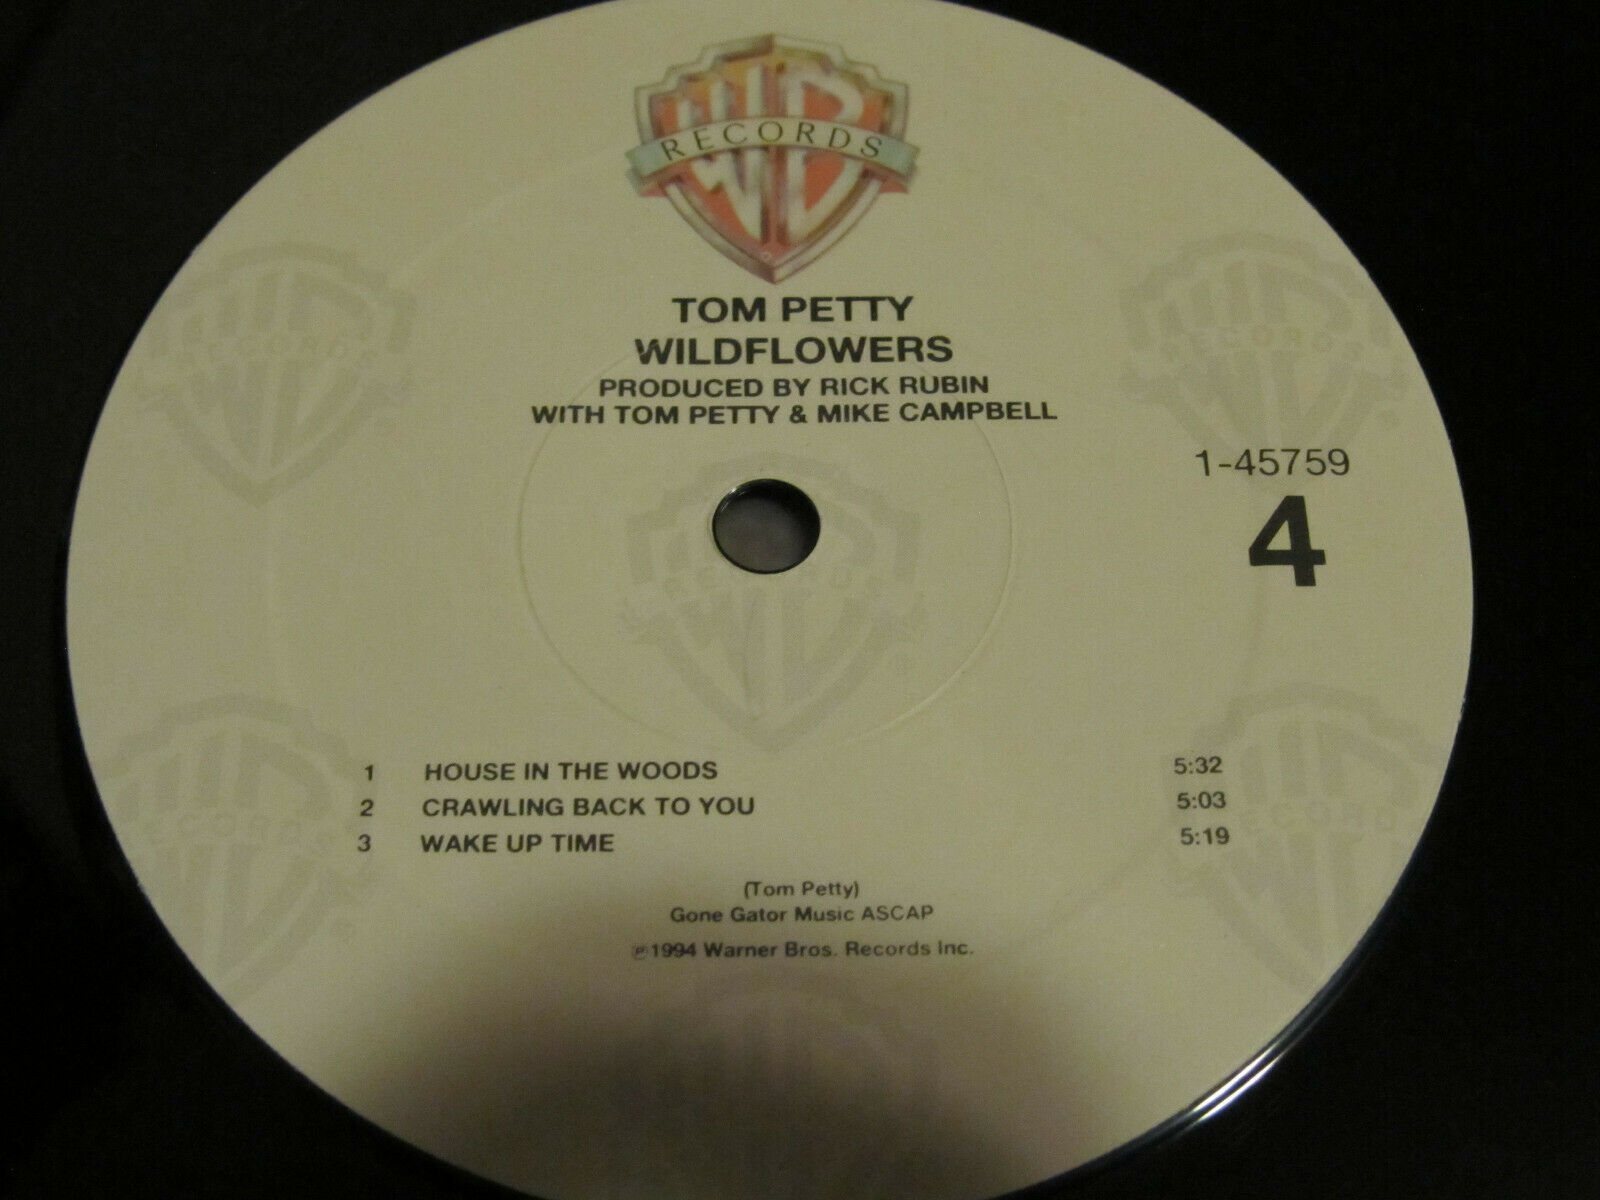 WB
RECORDS
TOM PETTY
WILDFLOWERS
PRODUCED BY RICK RUBIN
WITH TOM PETTY & MIKE CAMPBELL
1-45759
4
1 HOUSE IN THE WOODS 5:32
2 CRAWLING BACK TO YOU 5:03
3 WAKE UP TIME 5:19
(Tom Petty)
Gone Gator Music ASCAP
℗1994 Warner Bros. Records Inc.